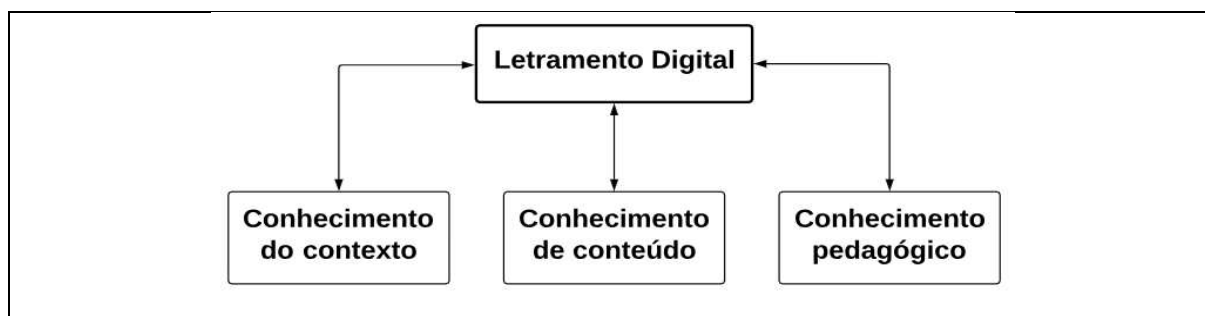 Letramento Digital
Conhecimento
do contexto
Conhecimento
de conteúdo
Conhecimento
pedagógico